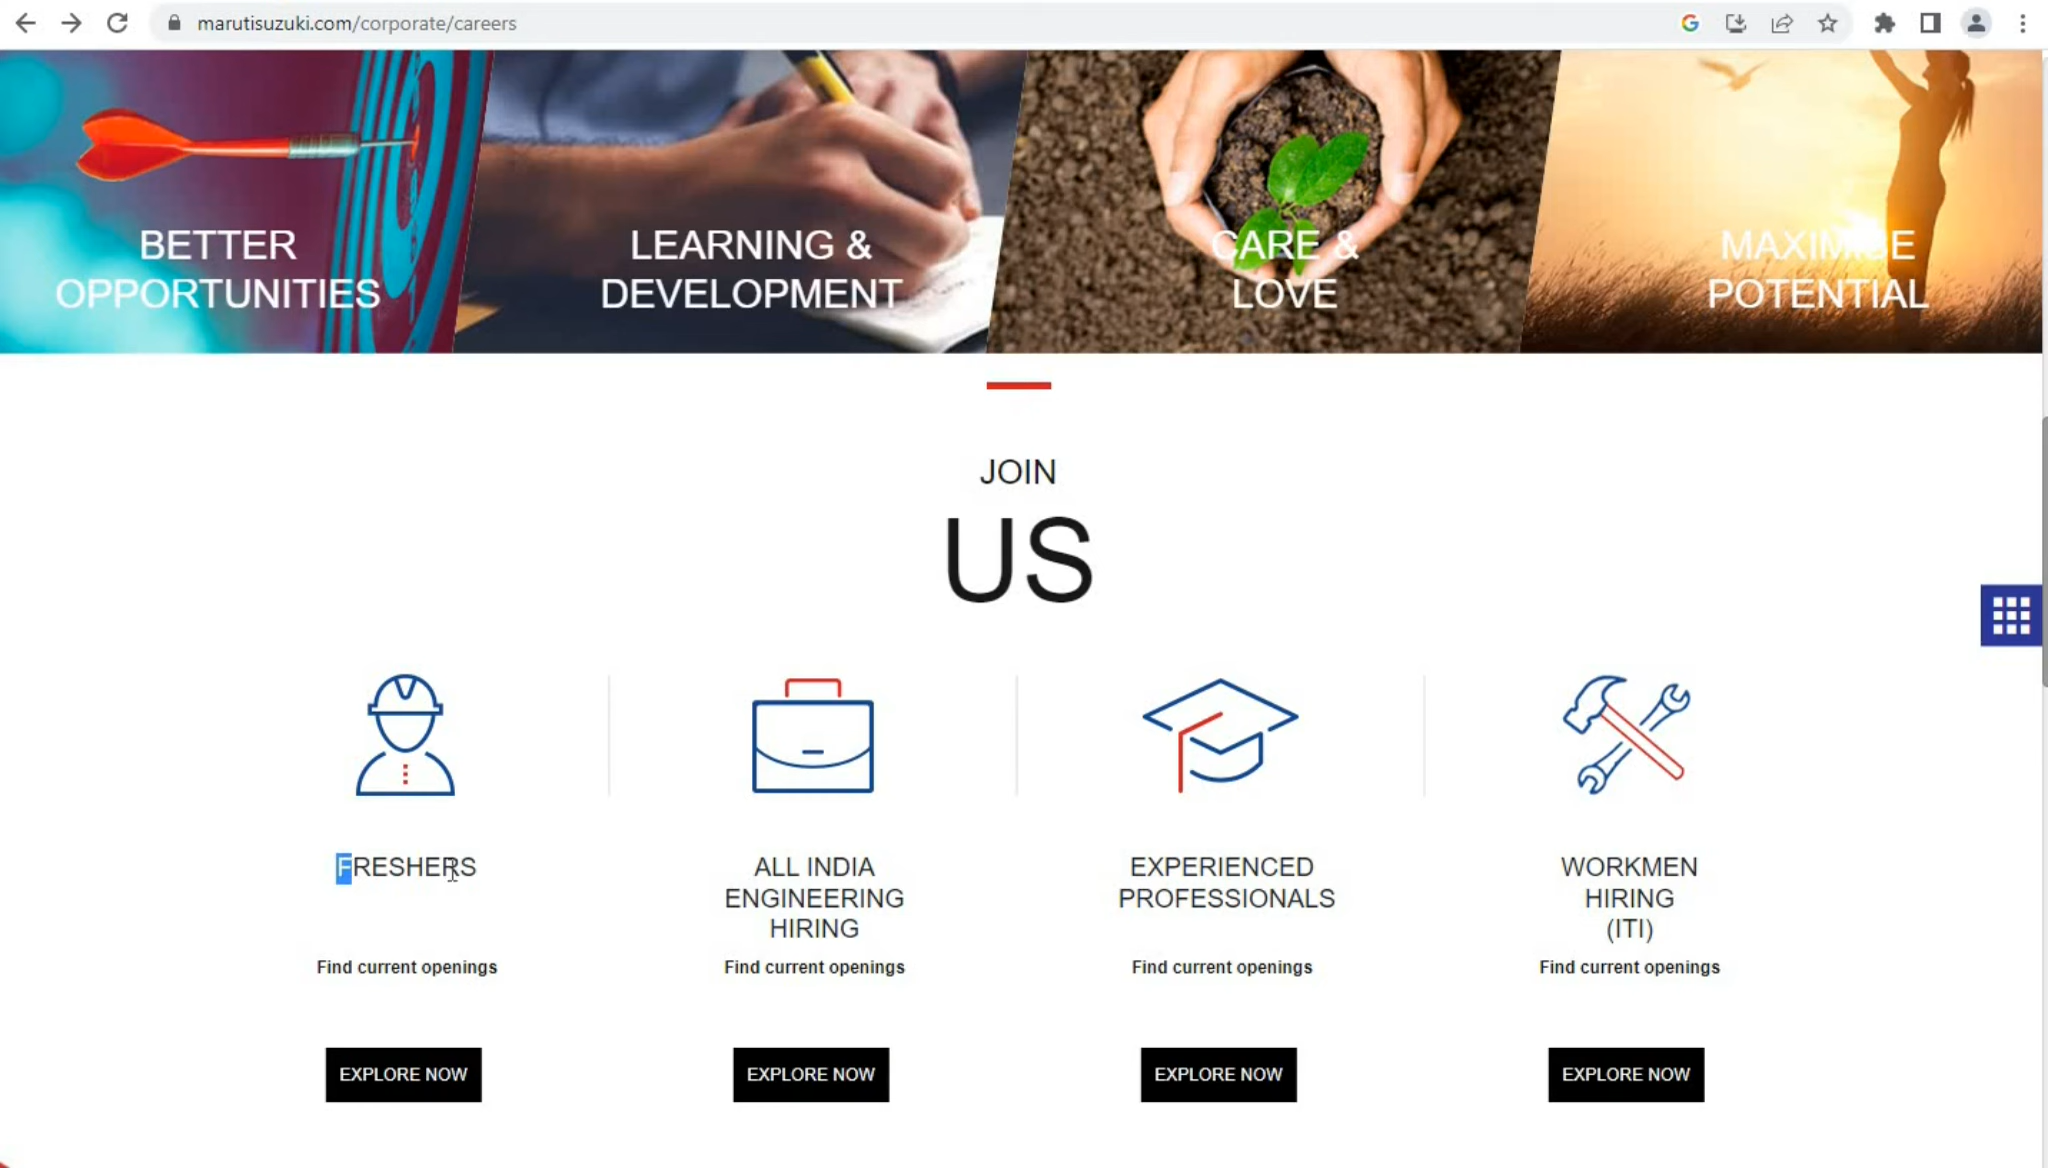 marutisuzuki.com/corporate/careers
BETTER
OPPORTUNITIES
LEARNING &
DEVELOPMENT
CARE &
LOVE
MAXIMISE
POTENTIAL
JOIN
US
FRESHERS
Find current openings
EXPLORE NOW
ALL INDIA
ENGINEERING
HIRING
Find current openings
EXPLORE NOW
EXPERIENCED
PROFESSIONALS
Find current openings
EXPLORE NOW
WORKMEN
HIRING
(ITI)
Find current openings
EXPLORE NOW